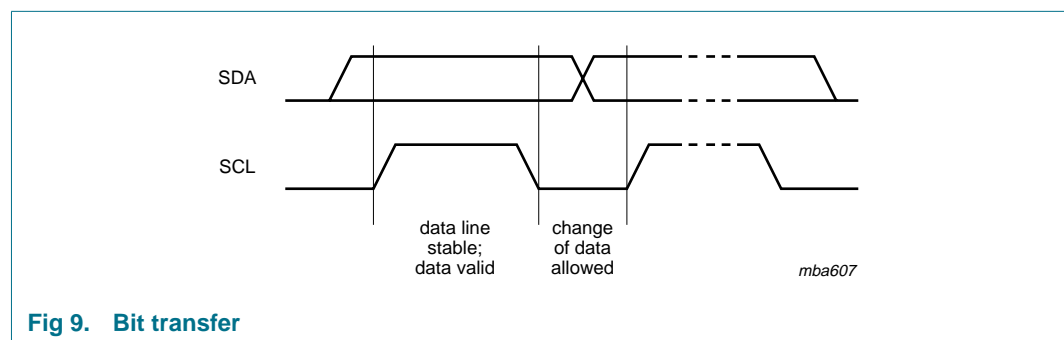 SDA
SCL
data line
stable;
data valid
change
of data
allowed
mba607
Fig 9. Bit transfer